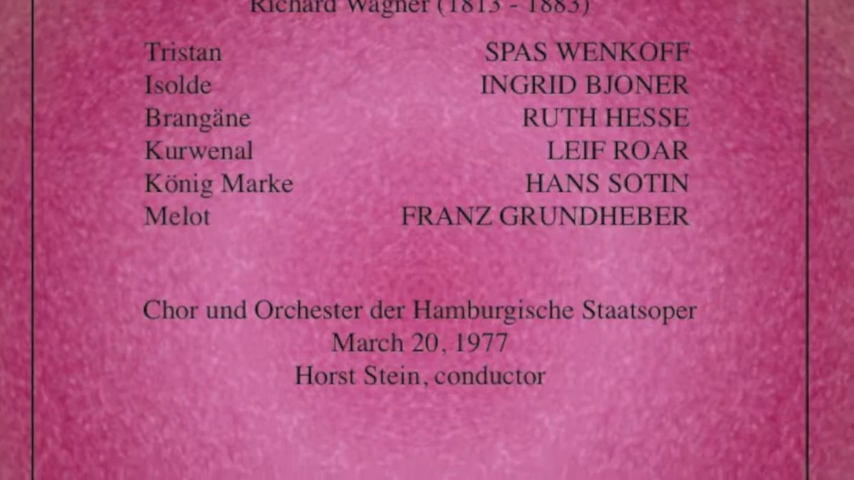 Richard Wagner (1813 - 1883)
Tristan SPAS WENKOFF
Isolde INGRID BJONER
Brangäne RUTH HESSE
Kurwenal LEIF ROAR
König Marke HANS SOTIN
Melot FRANZ GRUNDHEBER
Chor und Orchester der Hamburgische Staatsoper
March 20, 1977
Horst Stein, conductor